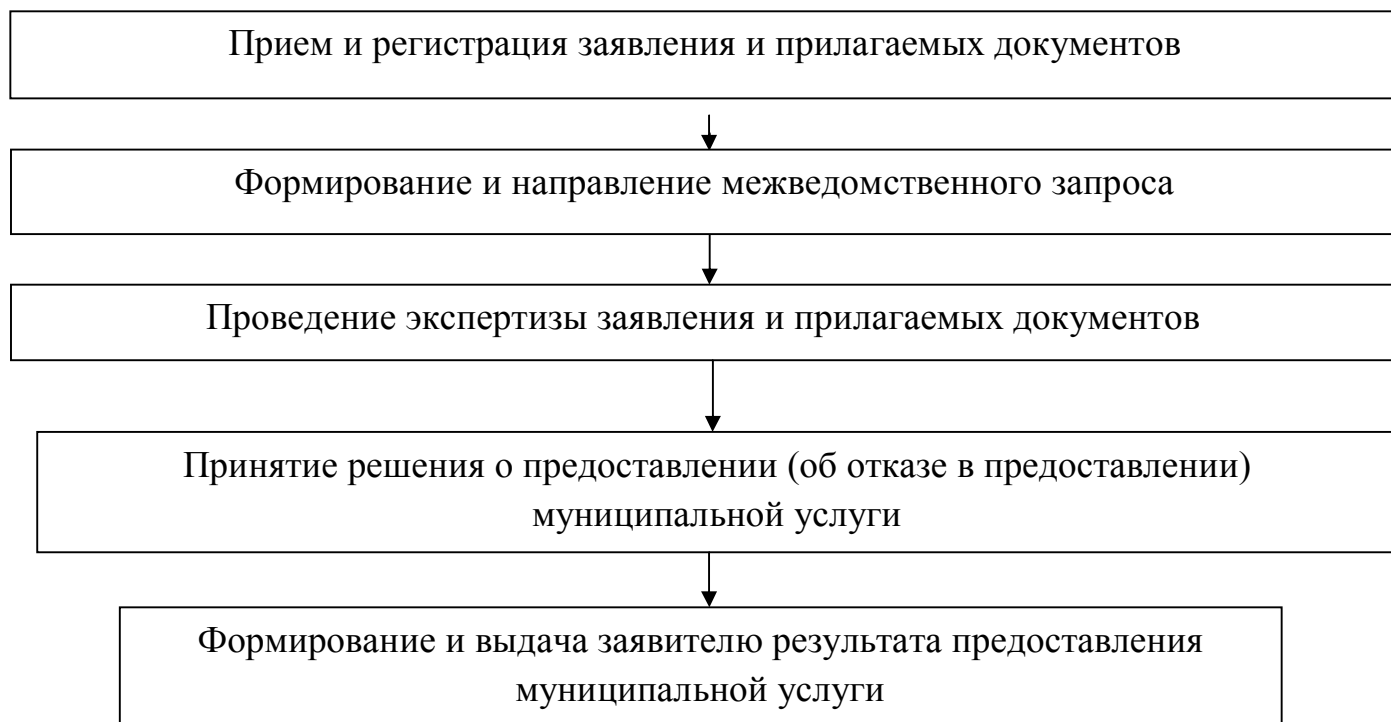 Прием и регистрация заявления и прилагаемых документов
Формирование и направление межведомственного запроса
Проведение экспертизы заявления и прилагаемых документов
Принятие решения о предоставлении (об отказе в предоставлении)
муниципальной услуги
Формирование и выдача заявителю результата предоставления
муниципальной услуги